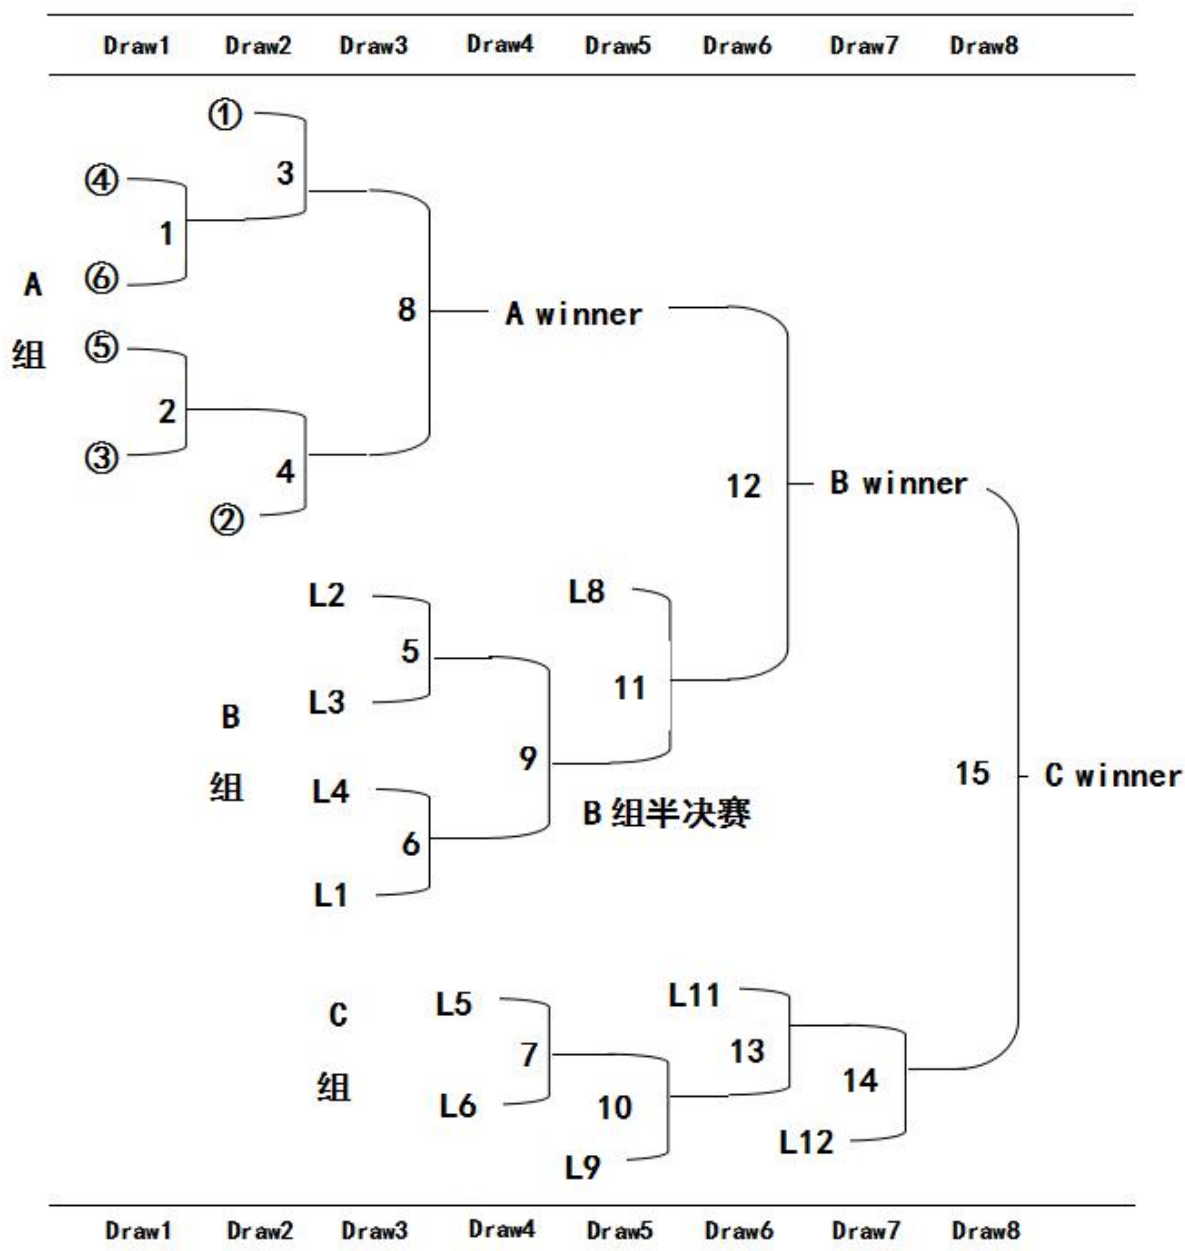 Draw1 Draw2 Draw3 Draw4 Draw5 Draw6 Draw7 Draw8
①
④
3
1
⑥
A
组
8
A winner
⑤
2
③
4
②
12
B winner
L2
L8
5
11
L3
B
组
9
15
C winner
L4
B组半决赛
6
L1
C
组
L5
L11
7
13
14
L6
10
L12
L9
Draw1 Draw2 Draw3 Draw4 Draw5 Draw6 Draw7 Draw8